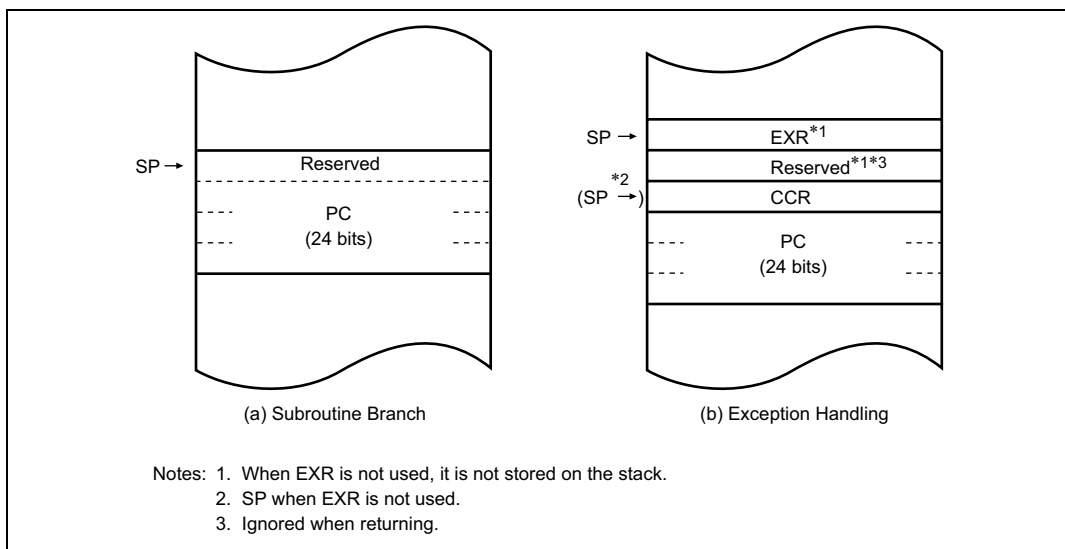 SP →
Reserved
PC
(24 bits)
(a) Subroutine Branch
SP →
EXR*1
Reserved*1*3
*2
(SP →)
CCR
PC
(24 bits)
(b) Exception Handling
Notes: 1. When EXR is not used, it is not stored on the stack.
2. SP when EXR is not used.
3. Ignored when returning.